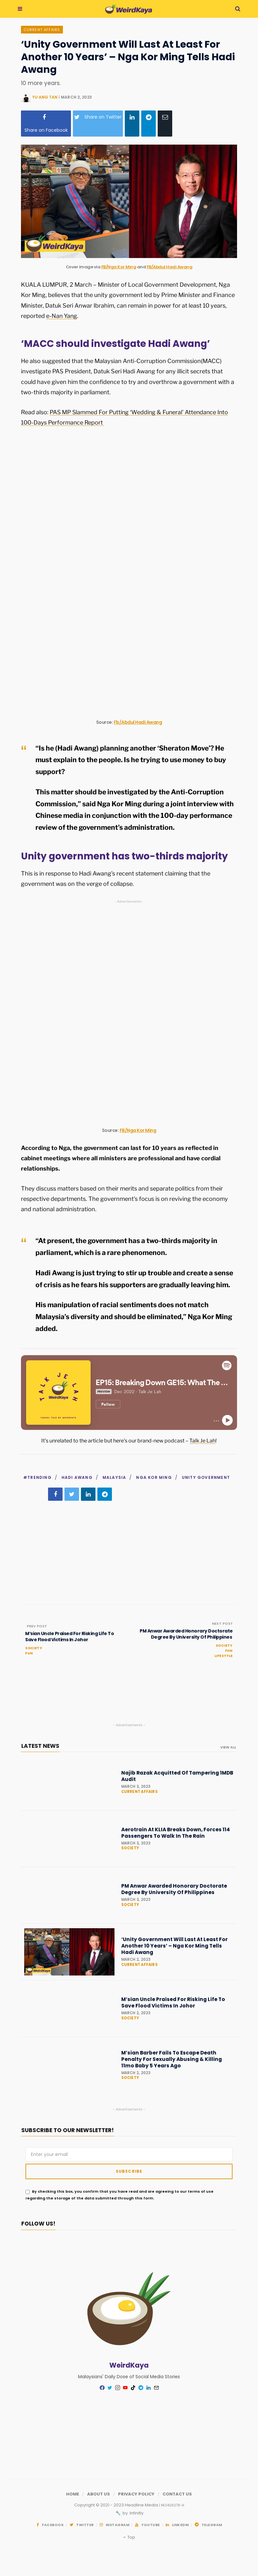 WeirdKaya
CURRENT AFFAIRS
‘Unity Government Will Last At Least For
Another 10 Years’ – Nga Kor Ming Tells Hadi
Awang
10 more years.
MARCH 2, 2023
Share on Facebook
Share on Twitter
WeirdKaya
Cover image via FB/Nga Kor Ming and FB/Abdul Hadi Awang
KUALA LUMPUR, 2 March – Minister of Local Government Development, Nga
Kor Ming, believes that the unity government led by Prime Minister and Finance
Minister, Datuk Seri Anwar Ibrahim, can remain in power for at least 10 years,
reported e-Nan Yang.
‘MACC should investigate Hadi Awang’
He also suggested that the Malaysian Anti-Corruption Commission(MACC)
investigate PAS President, Datuk Seri Hadi Awang for any illicit assets that
could have given him the confidence to try and overthrow a government with a
two-thirds majority in parliament.
Read also: PAS MP Slammed For Putting ‘Wedding & Funeral’ Attendance Into
100-Days Performance Report
Source: Fb/Abdul Hadi Awang
“Is he (Hadi Awang) planning another ‘Sheraton Move’? He
must explain to the people. Is he trying to use money to buy
support?
This matter should be investigated by the Anti-Corruption
Commission,” said Nga Kor Ming during a joint interview with
Chinese media in conjunction with the 100-day performance
review of the government’s administration.
Unity government has two-thirds majority
This is in response to Hadi Awang’s recent statement claiming that the
government was on the verge of collapse.
- Advertisements -
Source: FB/Nga Kor Ming
According to Nga, the government can last for 10 years as reflected in
cabinet meetings where all ministers are professional and have cordial
relationships.
They discuss matters based on their merits and separate politics from their
respective departments. The government’s focus is on reviving the economy
and national administration.
“At present, the government has a two-thirds majority in
parliament, which is a rare phenomenon.
Hadi Awang is just trying to stir up trouble and create a sense
of crisis as he fears his supporters are gradually leaving him.
His manipulation of racial sentiments does not match
Malaysia’s diversity and should be eliminated,” Nga Kor Ming
added.
EP15: Breaking Down GE15: What The ...
PREVIEW Dec 2022 · Talk Je Lah
Follow
It’s unrelated to the article but here’s our brand-new podcast – Talk Je Lah!
#TRENDING / HADI AWANG / MALAYSIA / NGA KOR MING / UNITY GOVERNMENT
PREV POST
M’sian Uncle Praised For Risking Life To
Save Flood Victims In Johor
SOCIETY
FUN
NEXT POST
PM Anwar Awarded Honorary Doctorate
Degree By University Of Philippines
SOCIETY
FUN
LIFESTYLE
- Advertisements -
LATEST NEWS
VIEW ALL
Najib Razak Acquitted Of Tampering 1MDB
Audit
MARCH 3, 2023
CURRENT AFFAIRS
Aerotrain At KLIA Breaks Down, Forces 114
Passengers To Walk In The Rain
MARCH 3, 2023
SOCIETY
PM Anwar Awarded Honorary Doctorate
Degree By University Of Philippines
MARCH 3, 2023
SOCIETY
WeirdKaya
‘Unity Government Will Last At Least For
Another 10 Years’ – Nga Kor Ming Tells
Hadi Awang
MARCH 2, 2023
CURRENT AFFAIRS
M’sian Uncle Praised For Risking Life To
Save Flood Victims In Johor
MARCH 2, 2023
SOCIETY
M’sian Barber Fails To Escape Death
Penalty For Sexually Abusing & Killing
11mo Baby 5 Years Ago
MARCH 2, 2023
SOCIETY
- Advertisements -
SUBSCRIBE TO OUR NEWSLETTER!
Enter your email
SUBSCRIBE
By checking this box, you confirm that you have read and are agreeing to our terms of use
regarding the storage of the data submitted through this form.
FOLLOW US!
WeirdKaya
Malaysians' Daily Dose of Social Media Stories
HOME / ABOUT US / PRIVACY POLICY / CONTACT US
FACEBOOK TWITTER INSTAGRAM YOUTUBE LINKEDIN TELEGRAM
Top